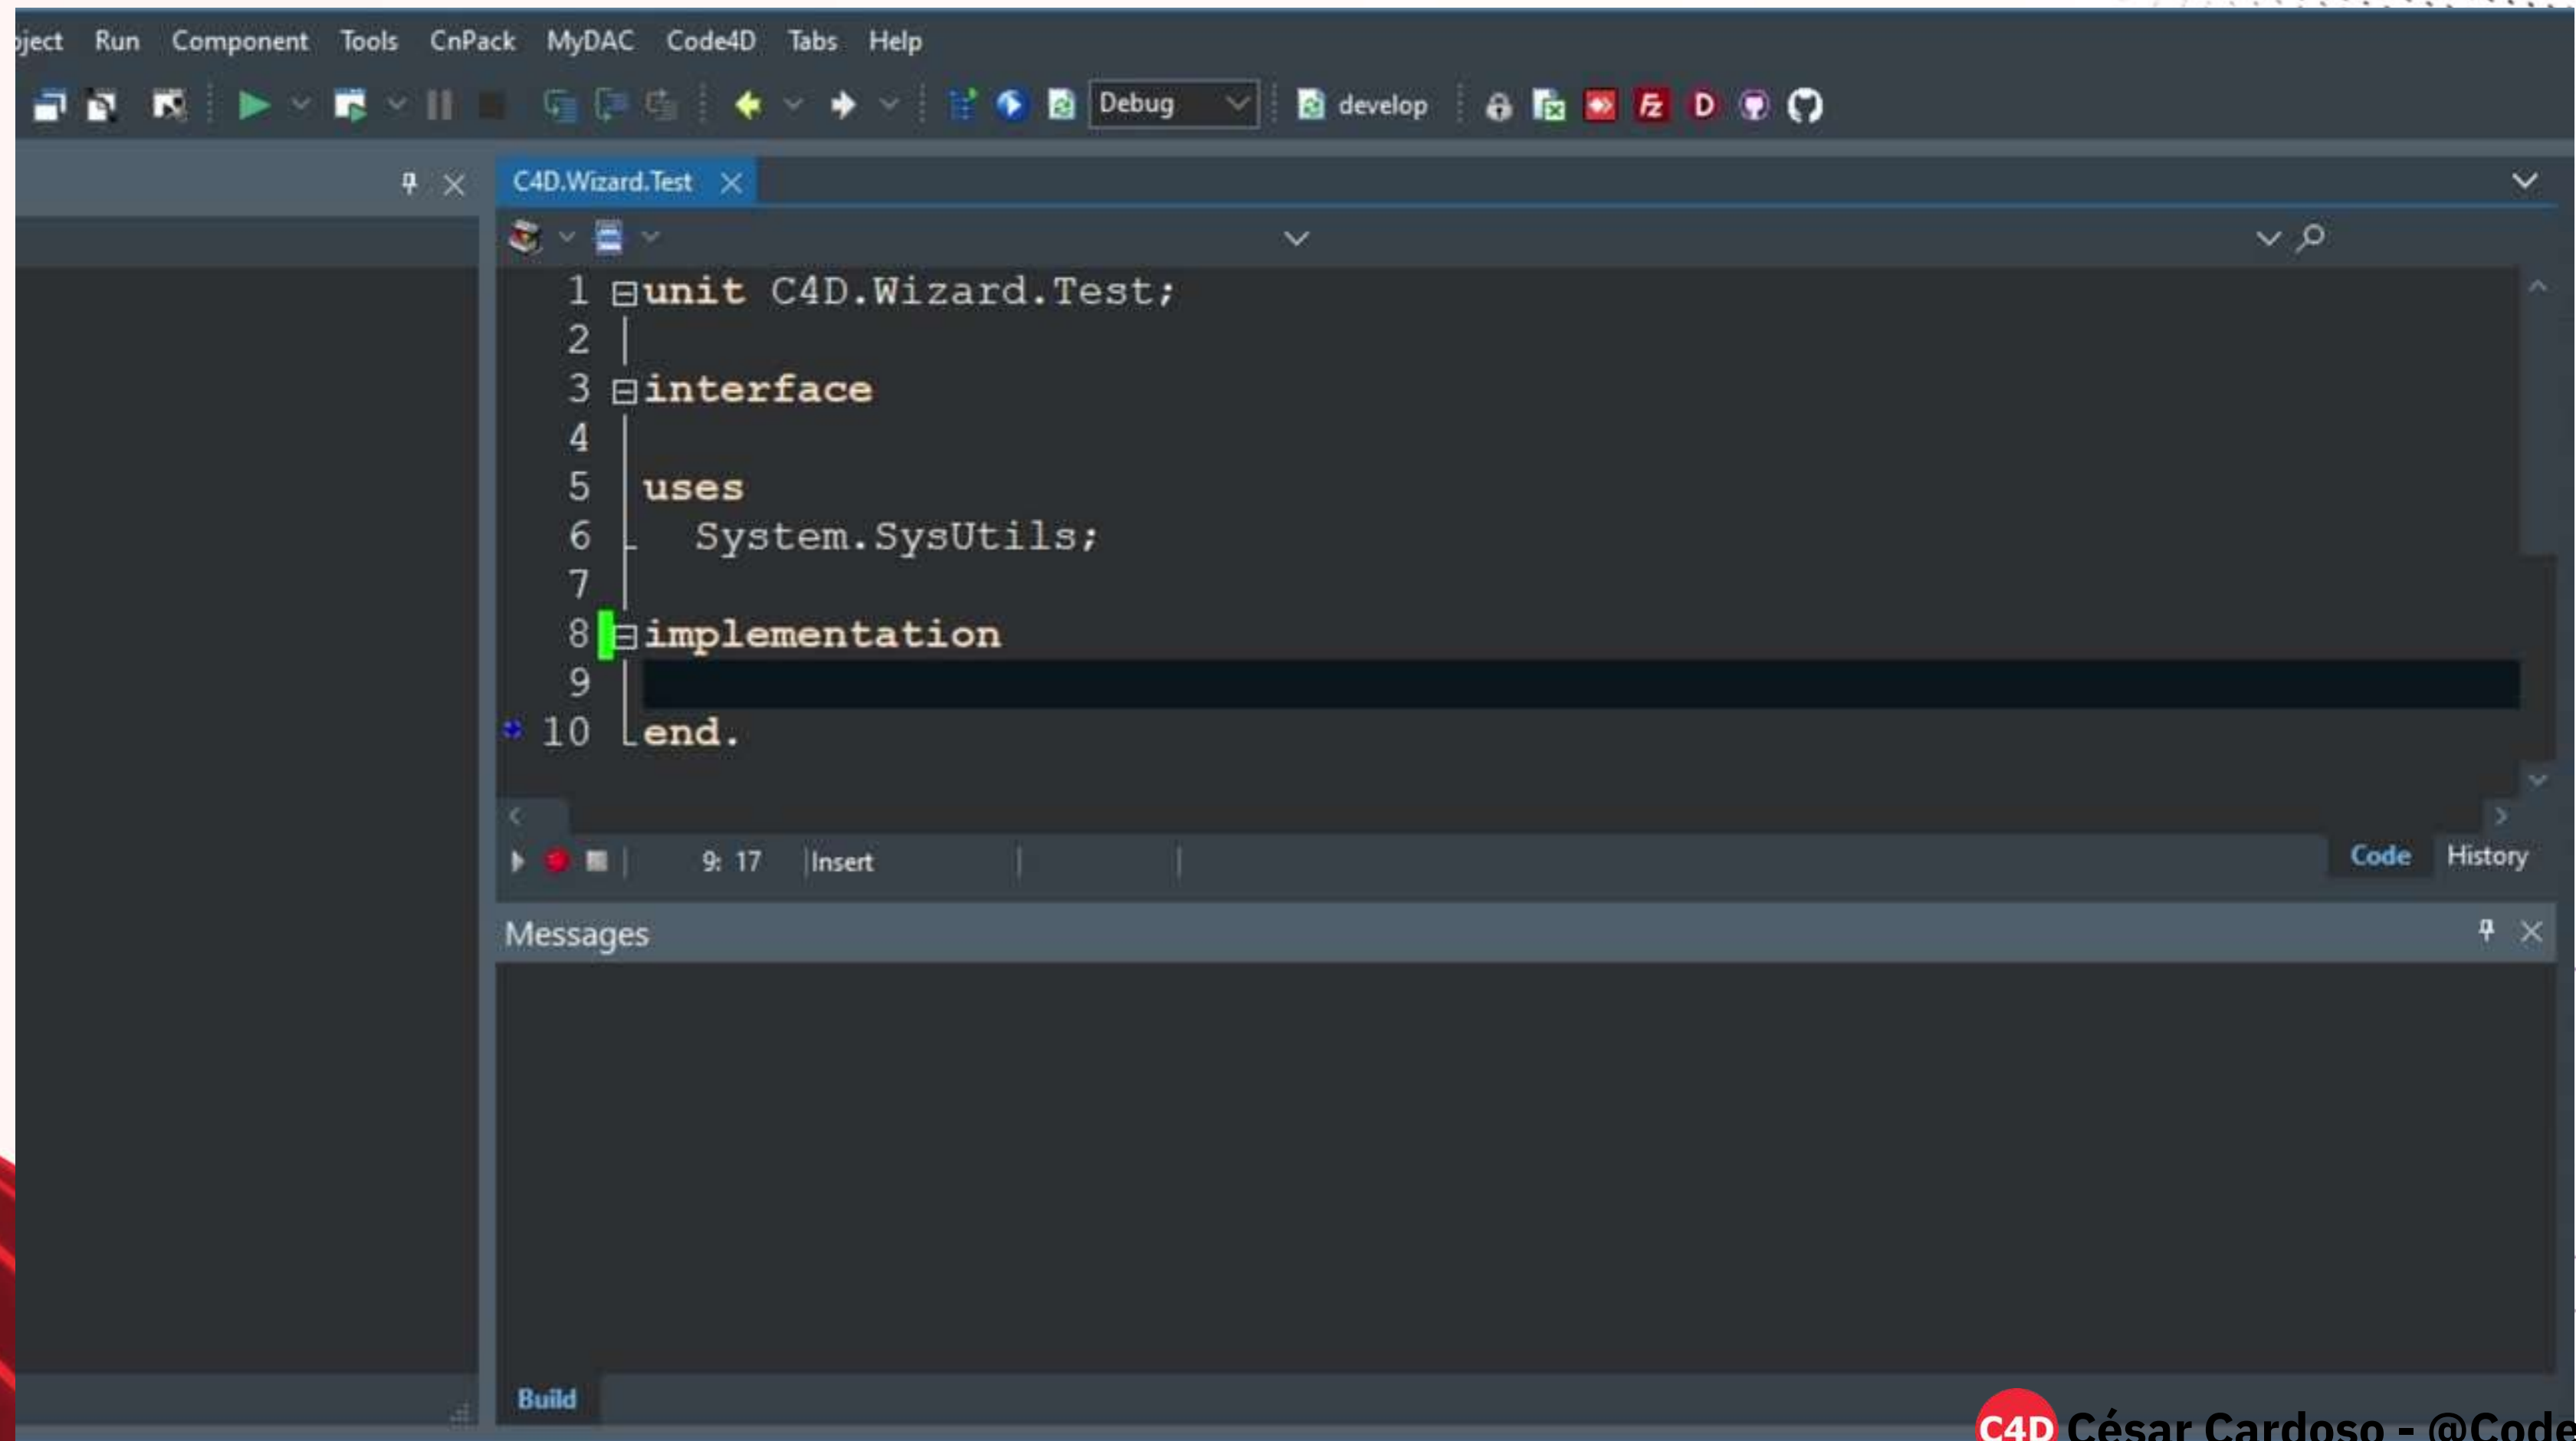 ject Run Component Tools CnPack MyDAC Code4D Tabs Help
Debug develop Fz D
C4D.Wizard.Test
1 unit C4D.Wizard.Test;
2
3 interface
4
5 uses
6 System.SysUtils;
7
8 implementation
9
10 end.
9: 17 Insert
Code History
Messages
Build
C4D César Cardoso - @Code